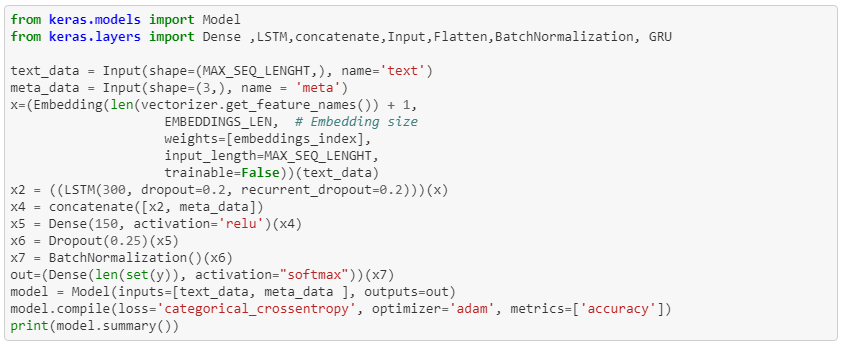 from keras.models import Model
from keras.layers import Dense ,LSTM,concatenate,Input,Flatten,BatchNormalization, GRU

text_data = Input(shape=(MAX_SEQ_LENGHT,), name='text')
meta_data = Input(shape=(3,), name = 'meta')
x=(Embedding(len(vectorizer.get_feature_names()) + 1,
                    EMBEDDINGS_LEN,  # Embedding size
                    weights=[embeddings_index],
                    input_length=MAX_SEQ_LENGHT,
                    trainable=False))(text_data)
x2 = ((LSTM(300, dropout=0.2, recurrent_dropout=0.2)))(x)
x4 = concatenate([x2, meta_data])
x5 = Dense(150, activation='relu')(x4)
x6 = Dropout(0.25)(x5)
x7 = BatchNormalization()(x6)
out=(Dense(len(set(y)), activation="softmax"))(x7)
model = Model(inputs=[text_data, meta_data ], outputs=out)
model.compile(loss='categorical_crossentropy', optimizer='adam', metrics=['accuracy'])
print(model.summary())